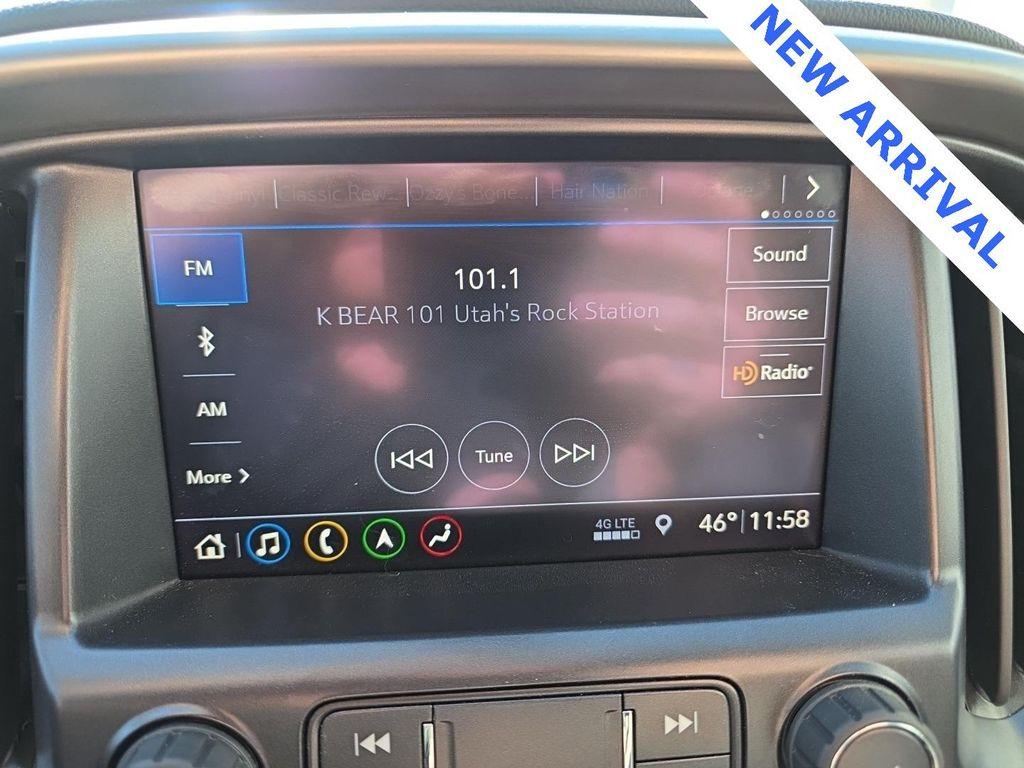 NEW ARRIVAL
Classic Rew... Ozzy's Bone... Hair Nation
FM
Sound
101.1
K BEAR 101 Utah's Rock Station
Browse
HD Radio
AM
Tune
More
4G LTE
46° 11:58